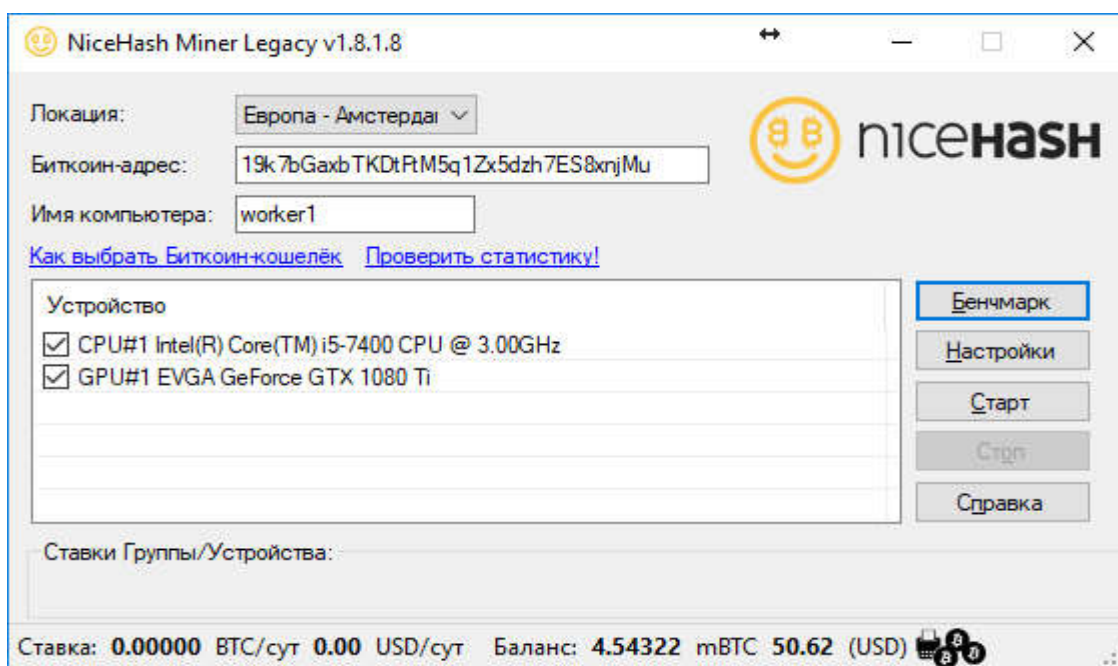 NiceHash Miner Legacy v1.8.1.8
Локация: Европа - Амстердаı
niceHasH
Биткоин-адрес: 19k7bGaxbTKDtFtM5q1Zx5dzh7ES8xnjMu
Имя компьютера: worker1
Как выбрать Биткоин-кошелёк Проверить статистику!
Устройство
CPU#1 Intel(R) Core(TM) i5-7400 CPU @ 3.00GHz
GPU#1 EVGA GeForce GTX 1080 Ti
Бенчмарк
Настройки
Старт
Стоп
Справка
Ставки Группы/Устройства:
Ставка: 0.00000 BTC/сут 0.00 USD/сут Баланс: 4.54322 mBTC 50.62 (USD)